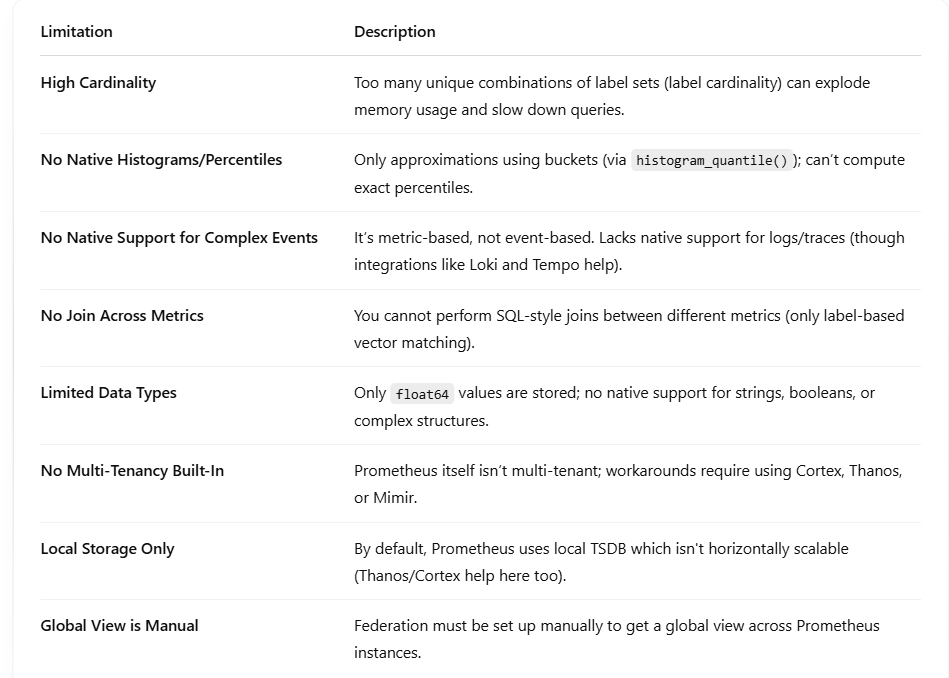 Limitation Description
High Cardinality Too many unique combinations of label sets (label cardinality) can explode
memory usage and slow down queries.
No Native Histograms/Percentiles Only approximations using buckets (via histogram_quantile() ); can’t compute
exact percentiles.
No Native Support for Complex Events It’s metric-based, not event-based. Lacks native support for logs/traces (though
integrations like Loki and Tempo help).
No Join Across Metrics You cannot perform SQL-style joins between different metrics (only label-based
vector matching).
Limited Data Types Only float64 values are stored; no native support for strings, booleans, or
complex structures.
No Multi-Tenancy Built-In Prometheus itself isn’t multi-tenant; workarounds require using Cortex, Thanos,
or Mimir.
Local Storage Only By default, Prometheus uses local TSDB which isn't horizontally scalable
(Thanos/Cortex help here too).
Global View is Manual Federation must be set up manually to get a global view across Prometheus
instances.